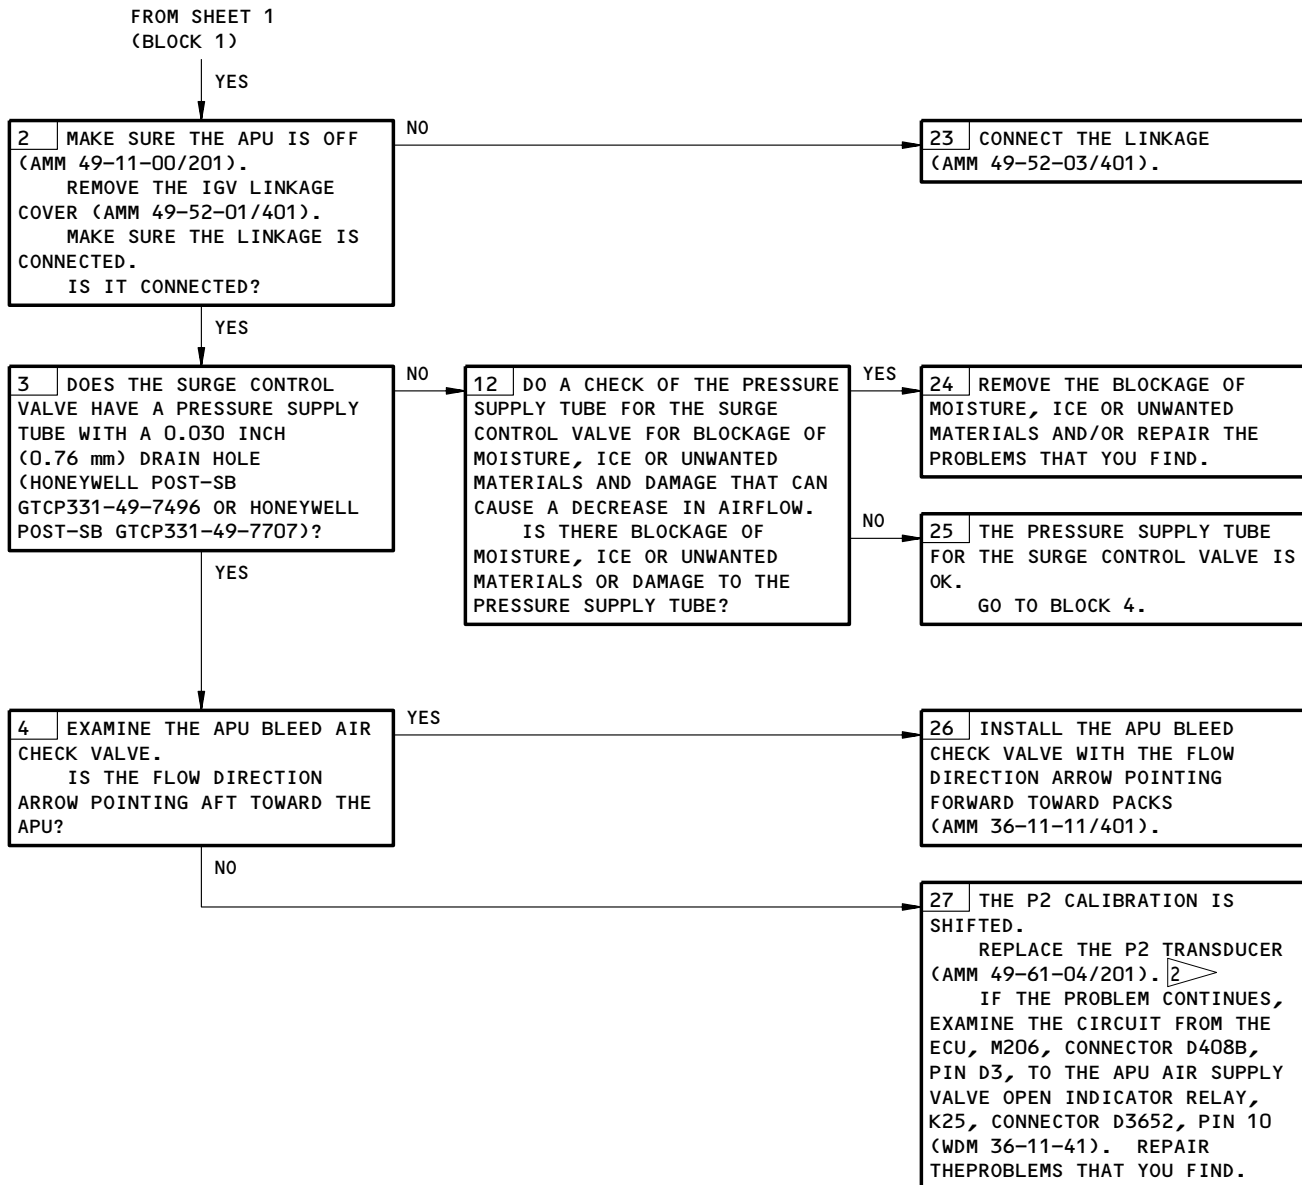 FROM SHEET 1
(BLOCK 1)
YES
2 MAKE SURE THE APU IS OFF
(AMM 49-11-00/201).
REMOVE THE IGV LINKAGE
COVER (AMM 49-52-01/401).
MAKE SURE THE LINKAGE IS
CONNECTED.
IS IT CONNECTED?
NO
23 CONNECT THE LINKAGE
(AMM 49-52-03/401).
YES
3 DOES THE SURGE CONTROL
VALVE HAVE A PRESSURE SUPPLY
TUBE WITH A 0.030 INCH
(0.76 mm) DRAIN HOLE
(HONEYWELL POST-SB
GTCP331-49-7496 OR HONEYWELL
POST-SB GTCP331-49-7707)?
NO
12 DO A CHECK OF THE PRESSURE
SUPPLY TUBE FOR THE SURGE
CONTROL VALVE FOR BLOCKAGE OF
MOISTURE, ICE OR UNWANTED
MATERIALS AND DAMAGE THAT CAN
CAUSE A DECREASE IN AIRFLOW.
IS THERE BLOCKAGE OF
MOISTURE, ICE OR UNWANTED
MATERIALS OR DAMAGE TO THE
PRESSURE SUPPLY TUBE?
YES
24 REMOVE THE BLOCKAGE OF
MOISTURE, ICE OR UNWANTED
MATERIALS AND/OR REPAIR THE
PROBLEMS THAT YOU FIND.
NO
25 THE PRESSURE SUPPLY TUBE
FOR THE SURGE CONTROL VALVE IS
OK.
GO TO BLOCK 4.
YES
4 EXAMINE THE APU BLEED AIR
CHECK VALVE.
IS THE FLOW DIRECTION
ARROW POINTING AFT TOWARD THE
APU?
YES
26 INSTALL THE APU BLEED
CHECK VALVE WITH THE FLOW
DIRECTION ARROW POINTING
FORWARD TOWARD PACKS
(AMM 36-11-11/401).
NO
27 THE P2 CALIBRATION IS
SHIFTED.
REPLACE THE P2 TRANSDUCER
(AMM 49-61-04/201). 2
IF THE PROBLEM CONTINUES,
EXAMINE THE CIRCUIT FROM THE
ECU, M206, CONNECTOR D408B,
PIN D3, TO THE APU AIR SUPPLY
VALVE OPEN INDICATOR RELAY,
K25, CONNECTOR D3652, PIN 10
(WDM 36-11-41). REPAIR
THEPROBLEMS THAT YOU FIND.